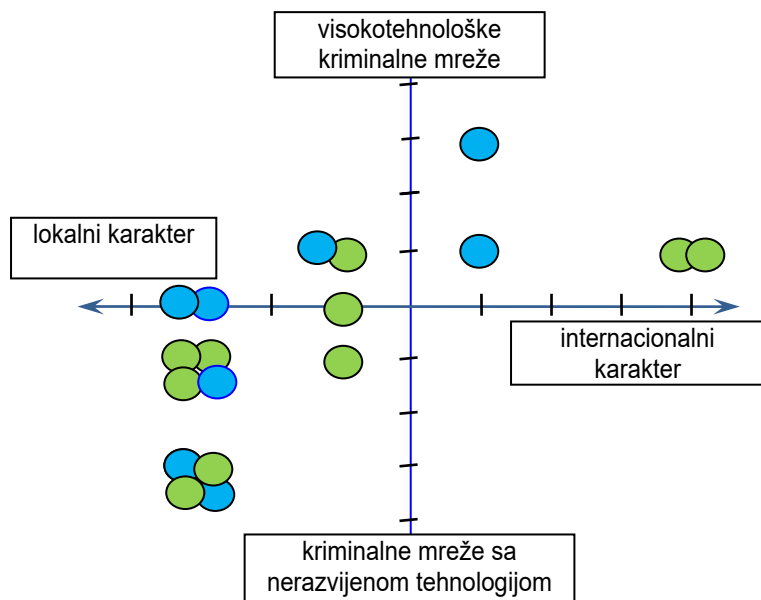 visokotehnološke
kriminalne mreže
lokalni karakter
internacionalni
karakter
kriminalne mreže sa
nerazvijenom tehnologijom